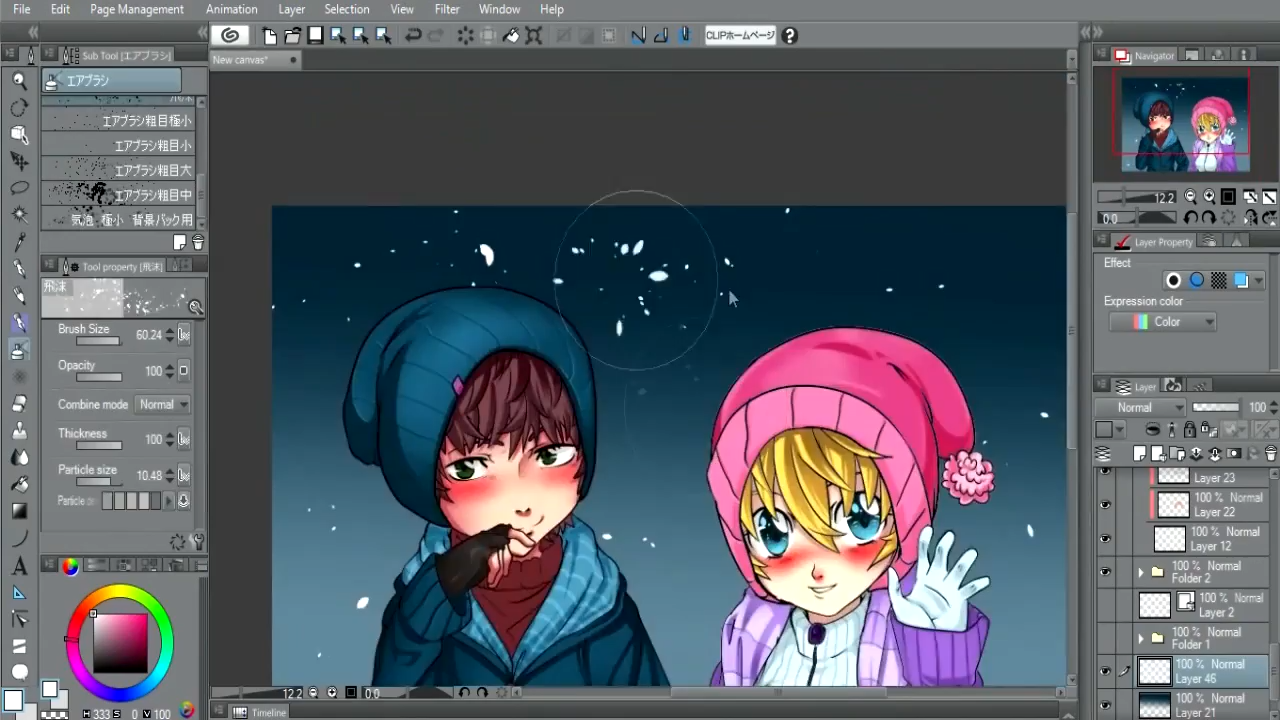 File Edit Page Management Animation Layer Selection View Filter Window Help
CLIPホームページ
New canvas*
Sub Tool [エアブラシ]
エアブラシ
エアブラシ粗目極小
エアブラシ粗目小
エアブラシ粗目大
エアブラシ粗目中
気泡 極小 背景パック用
Tool property [飛沫]
飛沫
Brush Size 60.24
Opacity 100
Combine mode Normal
Thickness 100
Particle size 10.48
Particle de
H 333 S 0 V 100
12.2 0.0
Timeline
Navigator
12.2
0.0
Layer Property
Effect
Expression color
Color
Layer
Normal 100
Layer 23
100 % Normal
Layer 22
100 % Normal
Layer 12
100 % Normal
Folder 2
100 % Normal
Layer 2
100 % Normal
Folder 1
100 % Normal
Layer 46
100 % Normal
Layer 21